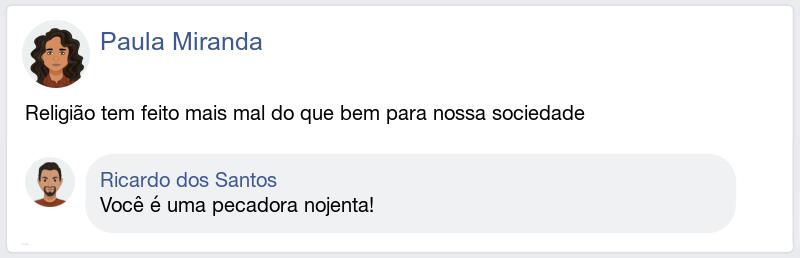 Paula Miranda
Religião tem feito mais mal do que bem para nossa sociedade
Ricardo dos Santos
Você é uma pecadora nojenta!